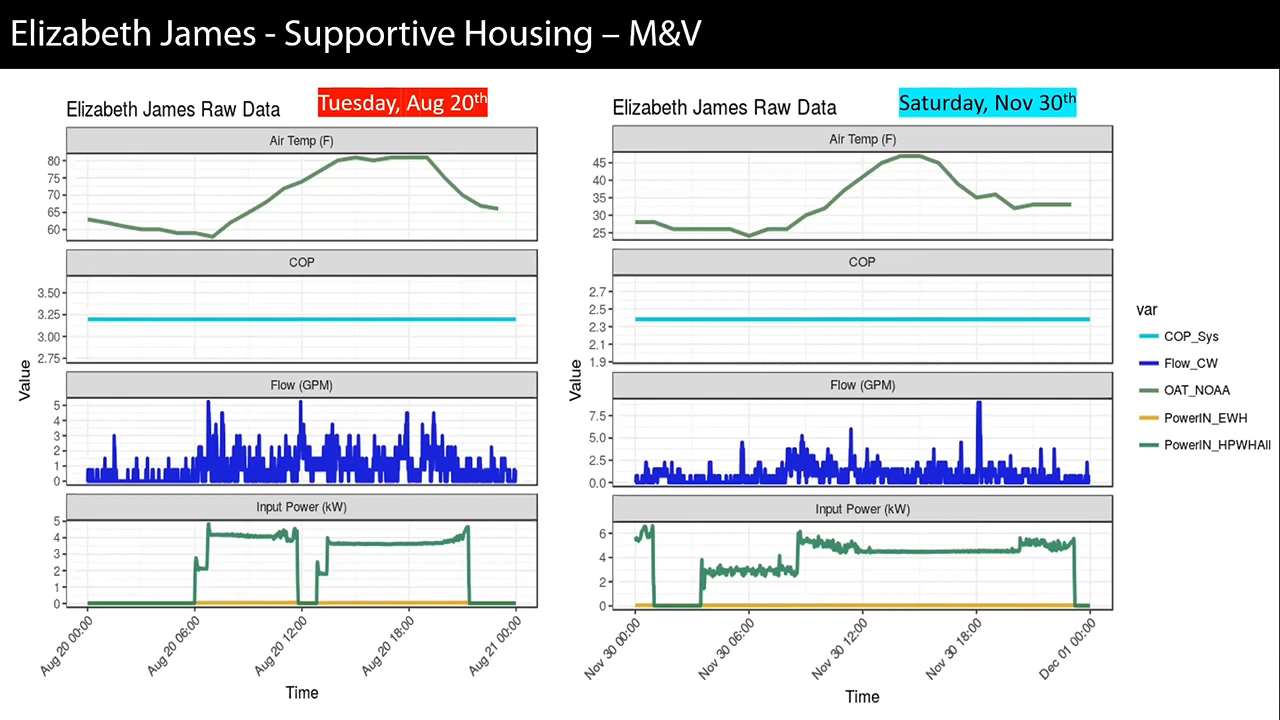 Elizabeth James - Supportive Housing – M&V
Elizabeth James Raw Data
Tuesday, Aug 20th
Air Temp (F)
80
75
70
65
60
COP
3.50
3.25
3.00
2.75
Flow (GPM)
5
4
3
2
1
0
Input Power (kW)
5
4
3
2
1
0
Value
Aug 20 00:00
Aug 20 06:00
Aug 20 12:00
Aug 20 18:00
Aug 21 00:00
Time
Elizabeth James Raw Data
Saturday, Nov 30th
Air Temp (F)
45
40
35
30
25
COP
2.7
2.5
2.3
2.1
1.9
Flow (GPM)
7.5
5.0
2.5
0.0
Input Power (kW)
6
4
2
0
Value
Nov 30 00:00
Nov 30 06:00
Nov 30 12:00
Nov 30 18:00
Dec 01 00:00
Time
var
COP_Sys
Flow_CW
OAT_NOAA
PowerIN_EWH
PowerIN_HPWHAll